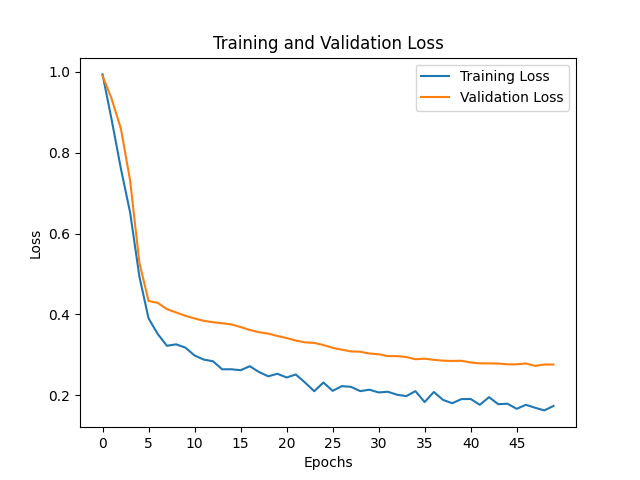 Training and Validation Loss
Training Loss
Validation Loss
1.0
0.8
0.6
0.4
0.2
Loss
0 5 10 15 20 25 30 35 40 45
Epochs